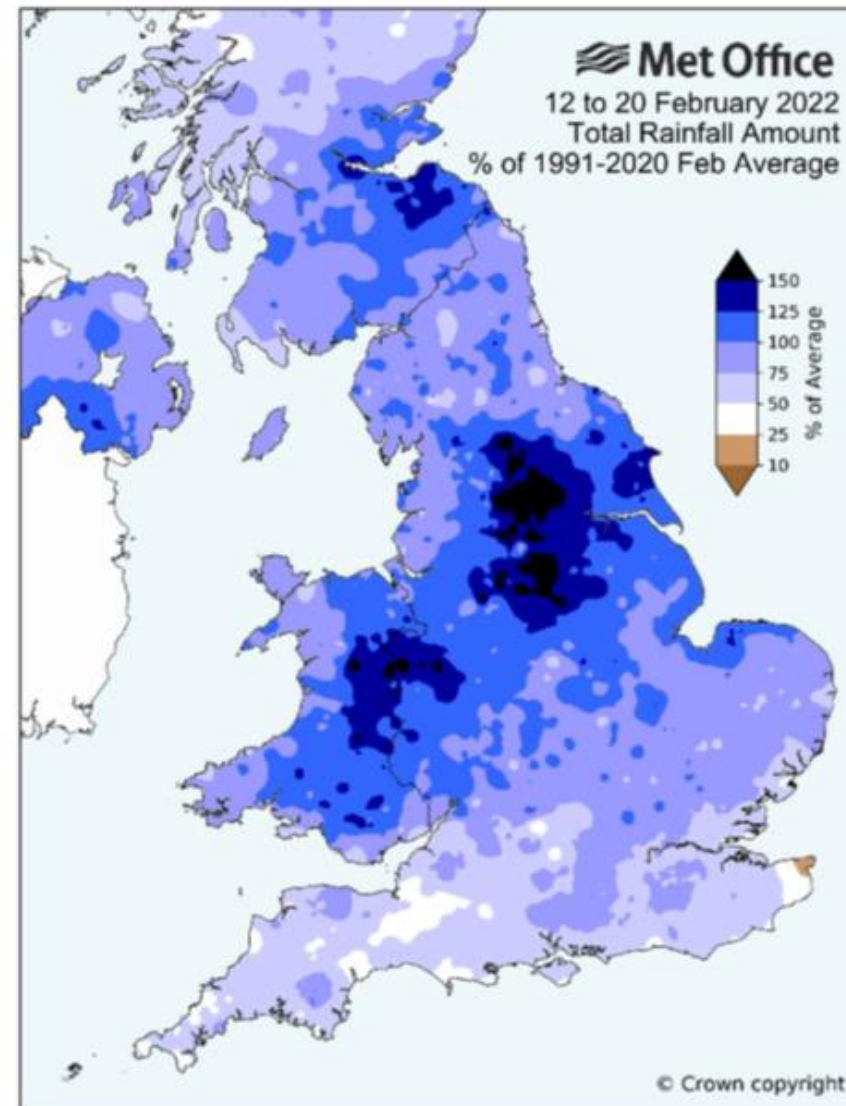 Met Office
12 to 20 February 2022
Total Rainfall Amount
% of 1991-2020 Feb Average
150
125
100
75
50
25
10
% of Average
© Crown copyright